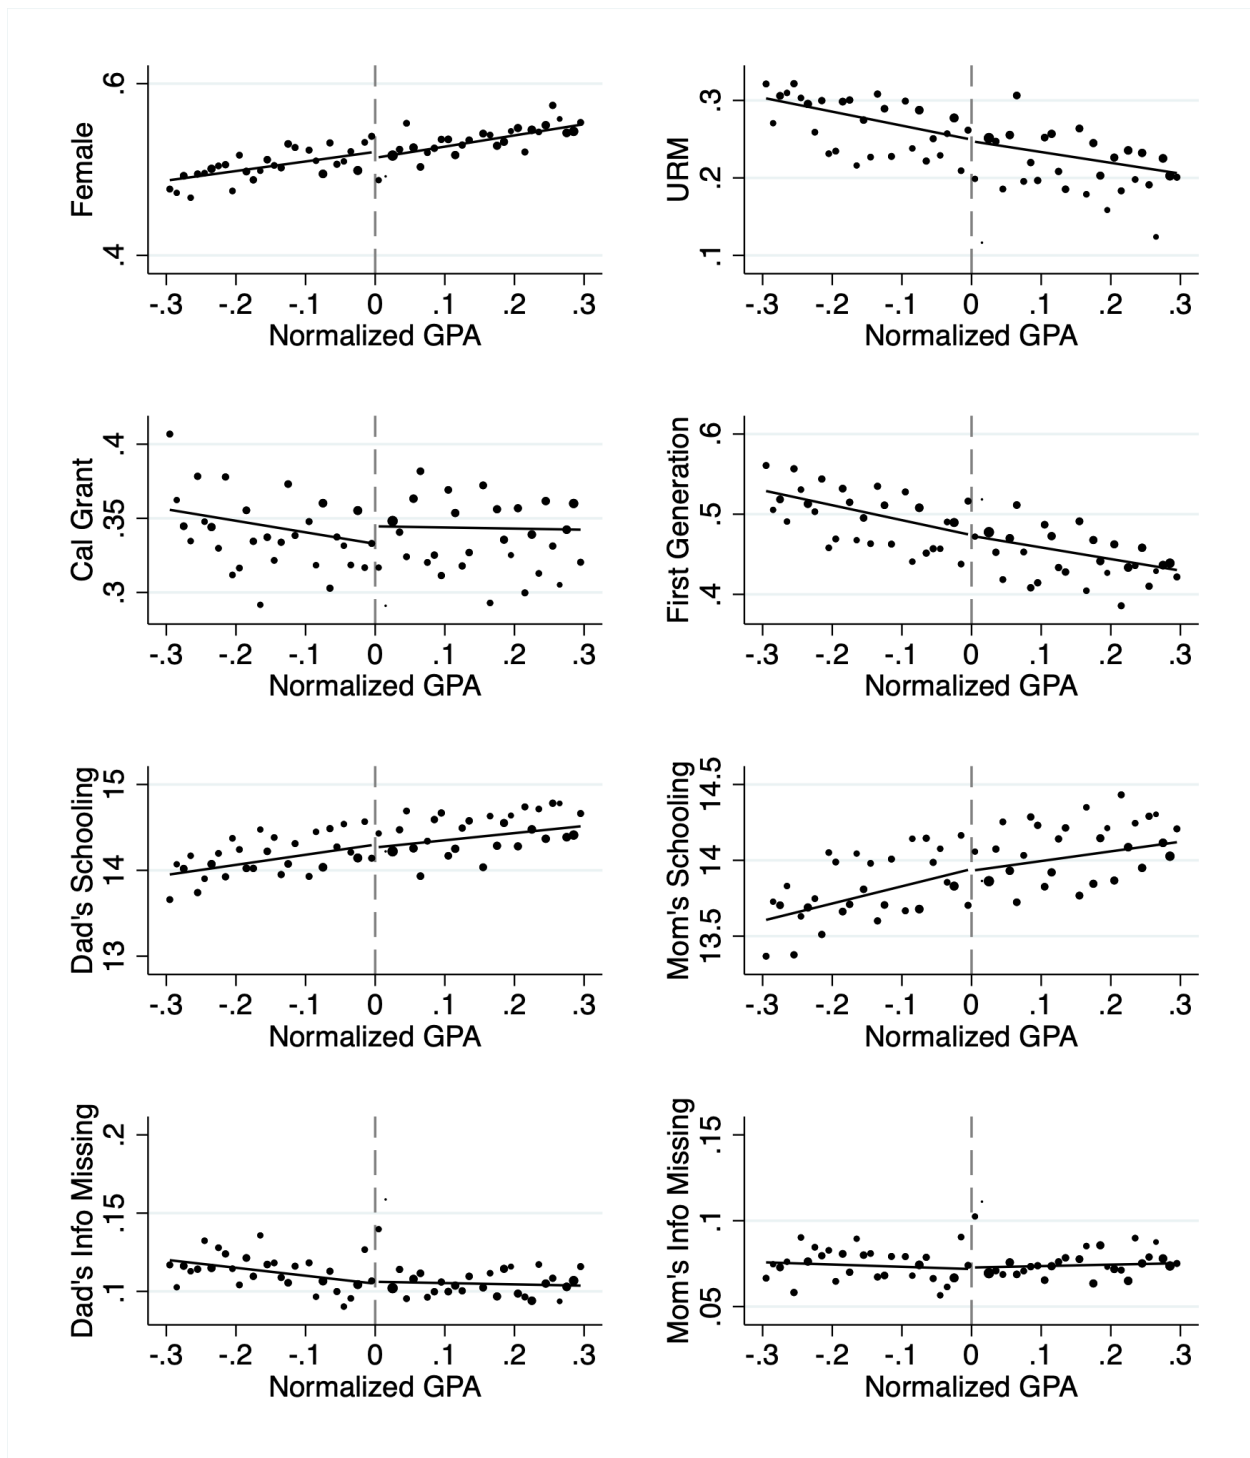 Female
.6
.4
-.3 -.2 -.1 0 .1 .2 .3
Normalized GPA
URM
.3
.2
.1
-.3 -.2 -.1 0 .1 .2 .3
Normalized GPA
Cal Grant
.4
.35
.3
-.3 -.2 -.1 0 .1 .2 .3
Normalized GPA
First Generation
.6
.5
.4
-.3 -.2 -.1 0 .1 .2 .3
Normalized GPA
Dad's Schooling
15
14
13
-.3 -.2 -.1 0 .1 .2 .3
Normalized GPA
Mom's Schooling
14.5
14
13.5
-.3 -.2 -.1 0 .1 .2 .3
Normalized GPA
Dad's Info Missing
.2
.15
.1
-.3 -.2 -.1 0 .1 .2 .3
Normalized GPA
Mom's Info Missing
.15
.1
.05
-.3 -.2 -.1 0 .1 .2 .3
Normalized GPA